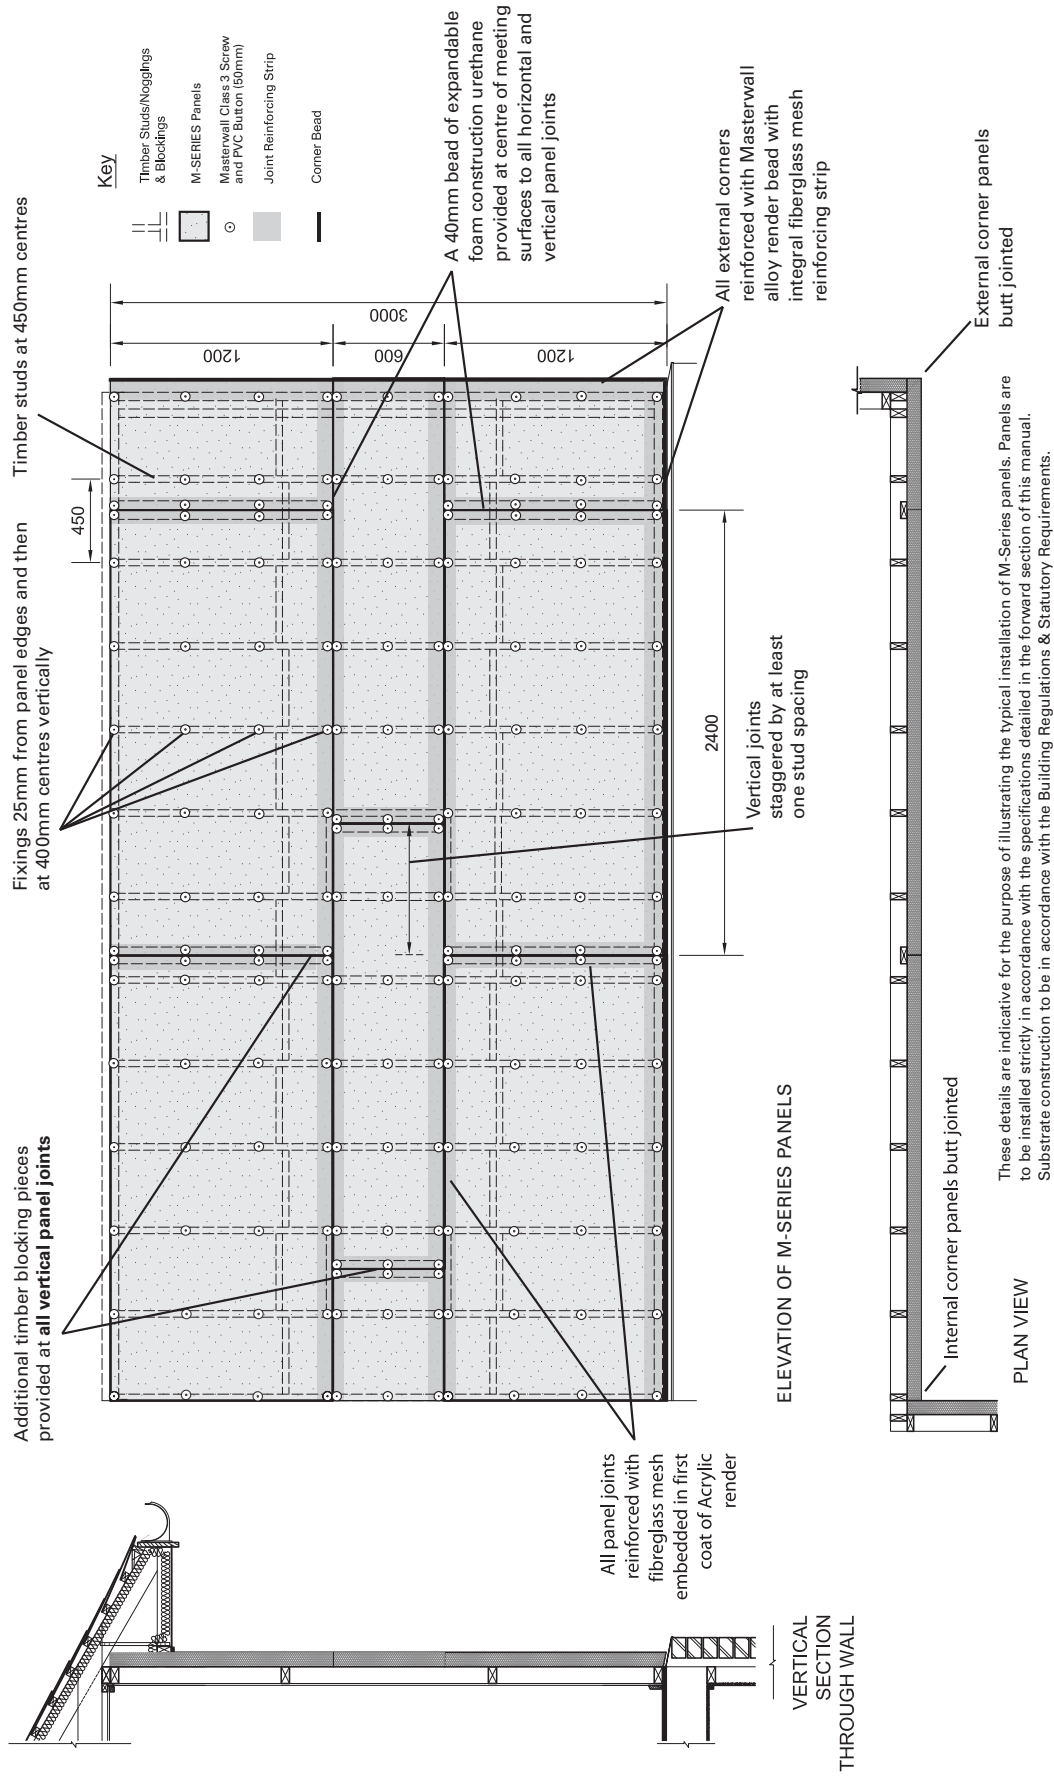 Additional timber blocking pieces
provided at all vertical panel joints
Fixings 25mm from panel edges and then
at 400mm centres vertically
Timber studs at 450mm centres
450
Key
Timber Studs/Noggings
& Blockings
M-SERIES Panels
Masterwall Class 3 Screw
and PVC Button (50mm)
Joint Reinforcing Strip
Corner Bead
1200
600
1200
3000
A 40mm bead of expandable
foam construction urethane
provided at centre of meeting
surfaces to all horizontal and
vertical panel joints
All external corners
reinforced with Masterwall
alloy render bead with
integral fiberglass mesh
reinforcing strip
2400
Vertical joints
staggered by at least
one stud spacing
All panel joints
reinforced with
fibreglass mesh
embedded in first
coat of Acrylic
render
ELEVATION OF M-SERIES PANELS
VERTICAL
SECTION
THROUGH WALL
External corner panels
butt jointed
Internal corner panels butt jointed
PLAN VIEW
These details are indicative for the purpose of illustrating the typical installation of M-Series panels. Panels are
to be installed strictly in accordance with the specifications detailed in the forward section of this manual.
Substrate construction to be in accordance with the Building Regulations & Statutory Requirements.